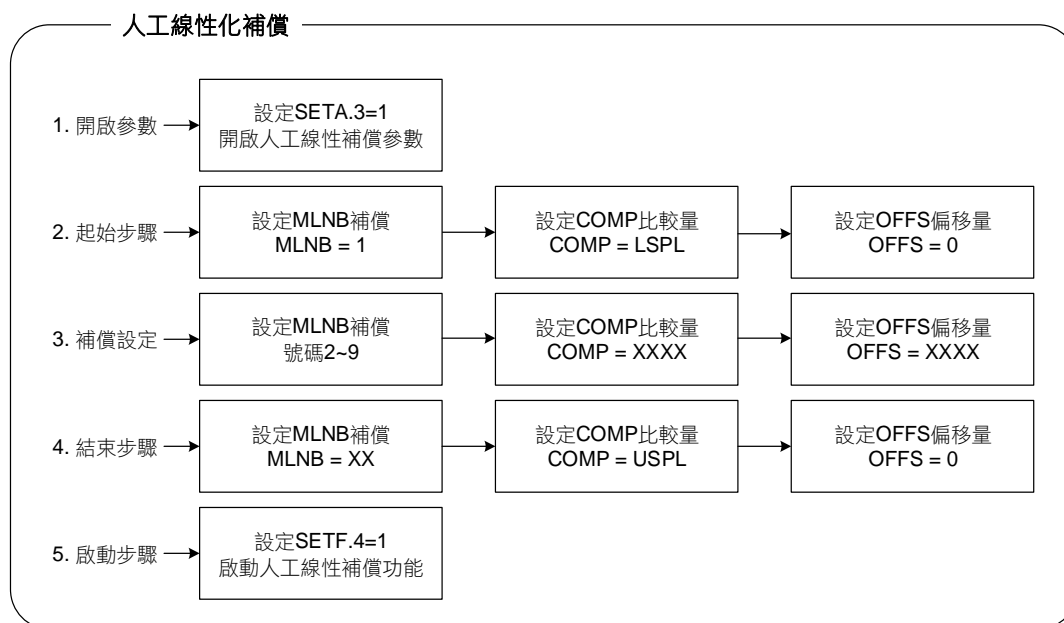 人工線性化補償
1. 開啟參數
設定SETA.3=1
開啟人工線性補償參數
2. 起始步驟
設定MLNB補償
MLNB = 1
設定COMP比較量
COMP = LSPL
設定OFFS偏移量
OFFS = 0
3. 補償設定
設定MLNB補償
號碼2~9
設定COMP比較量
COMP = XXXX
設定OFFS偏移量
OFFS = XXXX
4. 結束步驟
設定MLNB補償
MLNB = XX
設定COMP比較量
COMP = USPL
設定OFFS偏移量
OFFS = 0
5. 啟動步驟
設定SETF.4=1
啟動人工線性補償功能